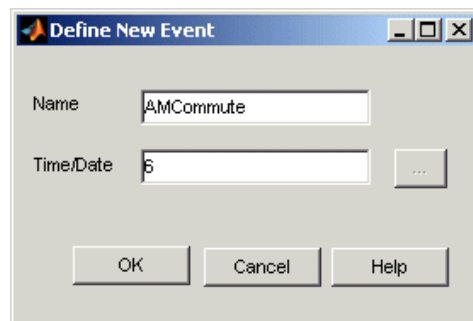 Define New Event
Name AMCommute
Time/Date 6 ...
OK Cancel Help